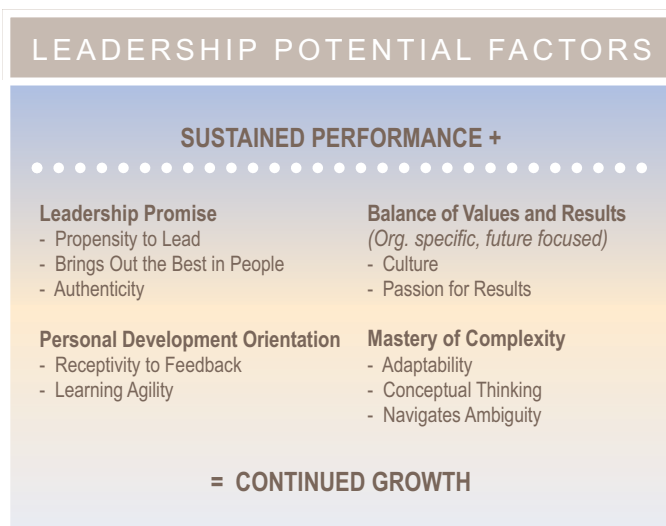 LEADERSHIP POTENTIAL FACTORS
SUSTAINED PERFORMANCE +
Leadership Promise
- Propensity to Lead
- Brings Out the Best in People
- Authenticity
Balance of Values and Results
(Org. specific, future focused)
- Culture
- Passion for Results
Personal Development Orientation
- Receptivity to Feedback
- Learning Agility
Mastery of Complexity
- Adaptability
- Conceptual Thinking
- Navigates Ambiguity
= CONTINUED GROWTH